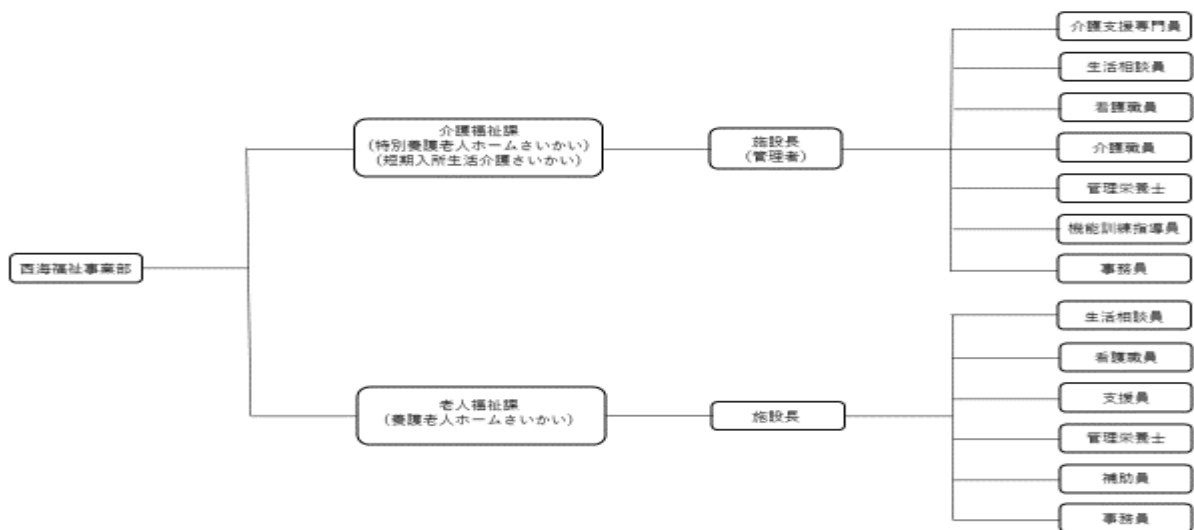 西海福祉事業部
介護福祉課
(特別養護老人ホームさいかい)
(短期入所生活介護さいかい)
施設長
(管理者)
介護支援専門員
生活相談員
看護職員
介護職員
管理栄養士
機能訓練指導員
事務員
老人福祉課
(養護老人ホームさいかい)
施設長
生活相談員
看護職員
支援員
管理栄養士
補助員
事務員